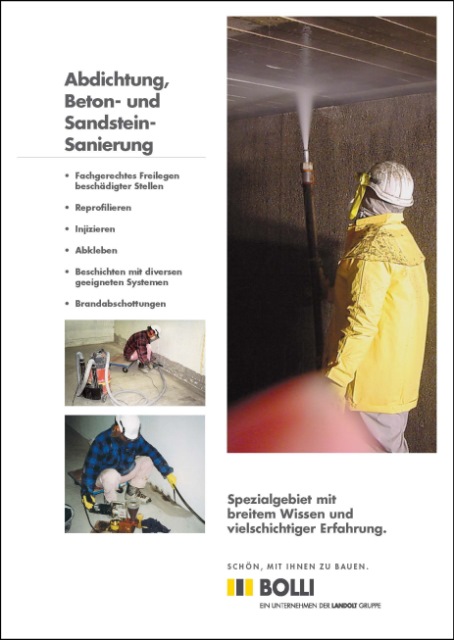 Abdichtung,
Beton- und
Sandstein-
Sanierung
• Fachgerechtes Freilegen
beschädigter Stellen
• Reprofilieren
• Injizieren
• Abkleben
• Beschichten mit diversen
geeigneten Systemen
• Brandabschottungen
Spezialgebiet mit
breitem Wissen und
vielschichtiger Erfahrung.
SCHÖN, MIT IHNEN ZU BAUEN.
BOLLI
EIN UNTERNEHMEN DER LANDOLT GRUPPE